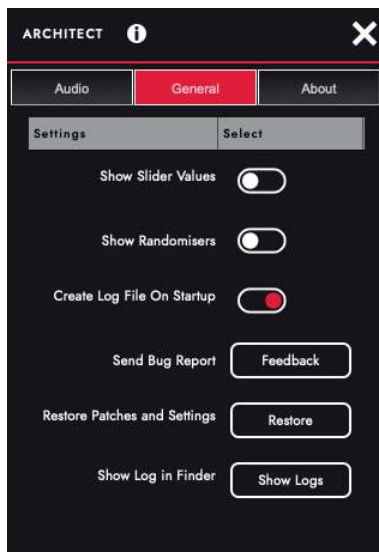 ARCHITECT i
Audio General About
Settings Select
Show Slider Values
Show Randomisers
Create Log File On Startup
Send Bug Report Feedback
Restore Patches and Settings Restore
Show Log in Finder Show Logs